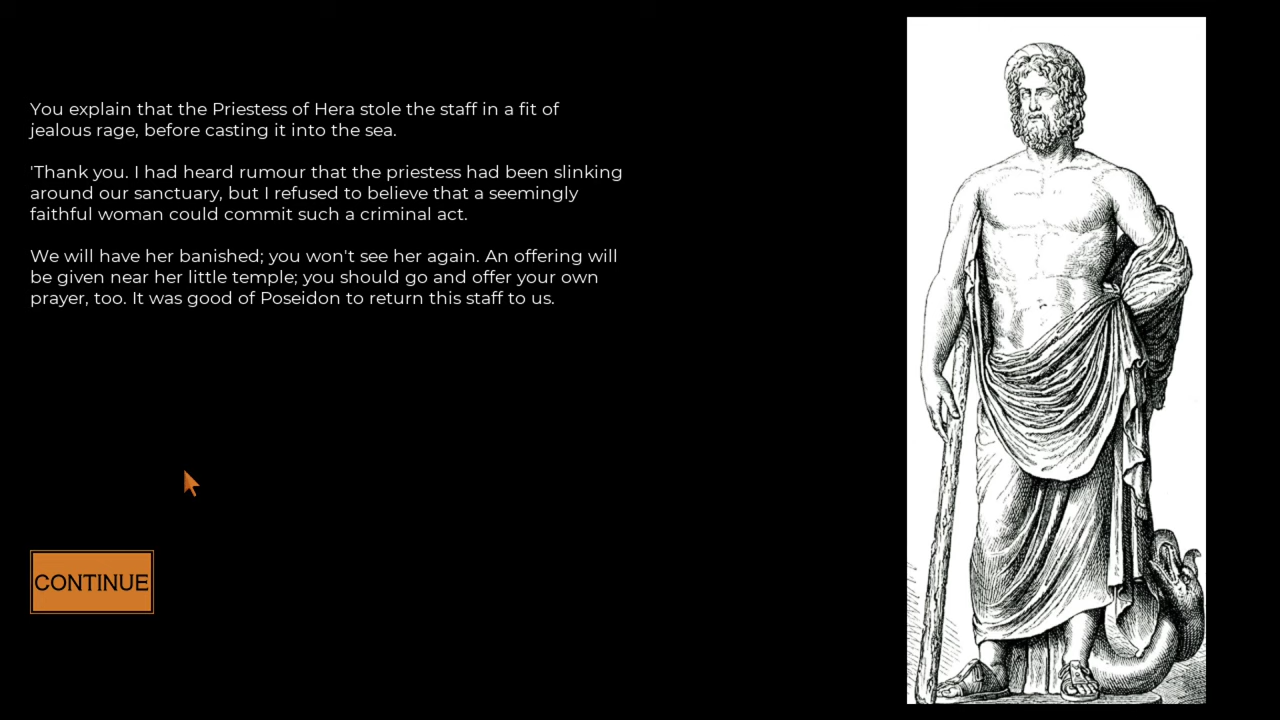 You explain that the Priestess of Hera stole the staff in a fit of
jealous rage, before casting it into the sea.
'Thank you. I had heard rumour that the priestess had been slinking
around our sanctuary, but I refused to believe that a seemingly
faithful woman could commit such a criminal act.
We will have her banished; you won't see her again. An offering will
be given near her little temple; you should go and offer your own
prayer, too. It was good of Poseidon to return this staff to us.
CONTINUE